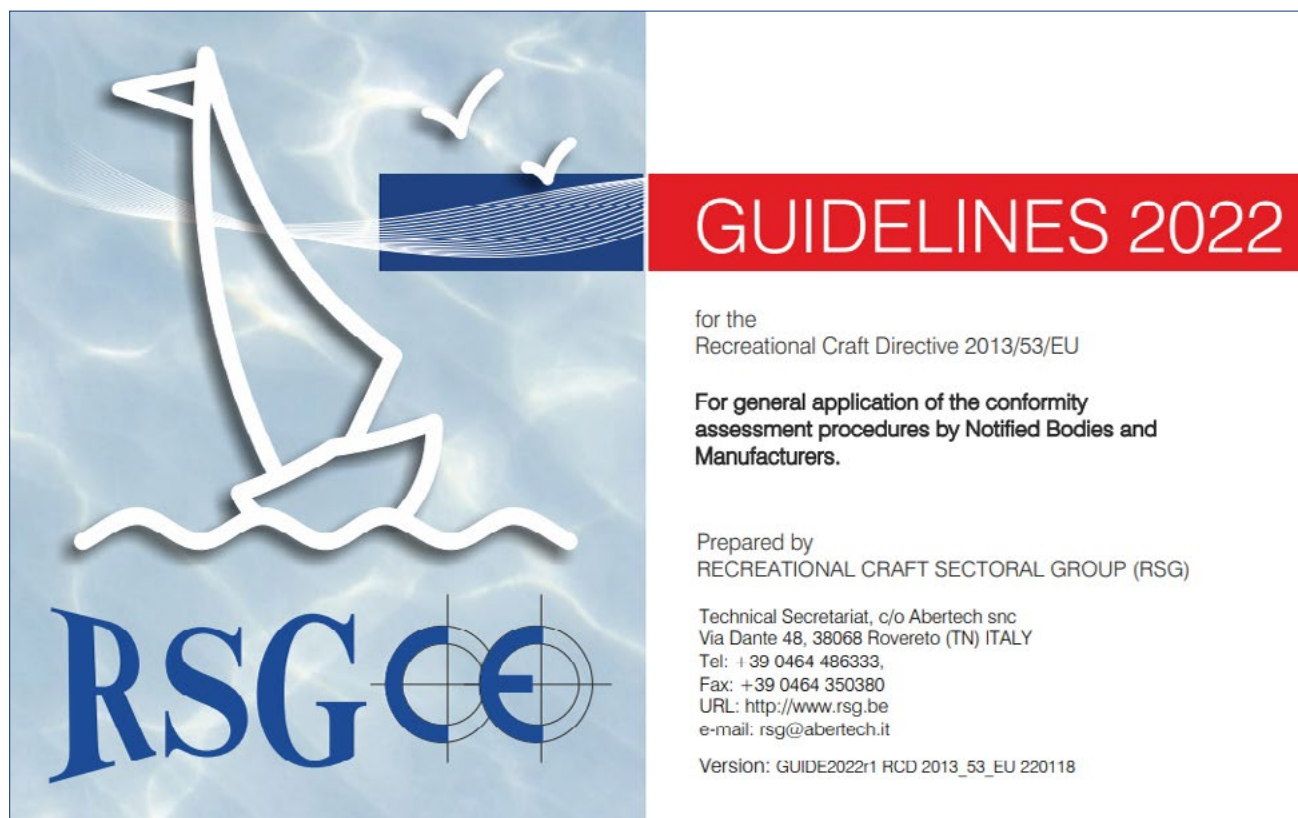 GUIDELINES 2022
for the
Recreational Craft Directive 2013/53/EU
For general application of the conformity
assessment procedures by Notified Bodies and
Manufacturers.
Prepared by
RECREATIONAL CRAFT SECTORAL GROUP (RSG)
Technical Secretariat, c/o Abertech snc
Via Dante 48, 38068 Rovereto (TN) ITALY
Tel: +39 0464 486333,
Fax: +39 0464 350380
URL: http://www.rsg.be
e-mail: rsg@abertech.it
Version: GUIDE2022r1 RCD 2013_53_EU 220118
RSG CE